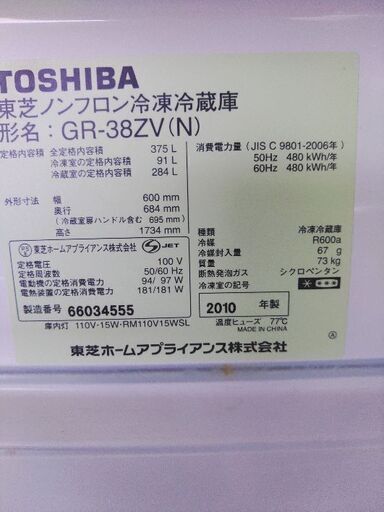 TOSHIBA
東芝ノンフロン冷凍冷蔵庫
形名：GR-38ZV(N)
定格内容積 全定格内容積 375 L
冷凍室の定格内容積 91 L
冷蔵室の定格内容積 284 L
消費電力量 (JIS C 9801-2006年)
50Hz 480 kWh/年
60Hz 480 kWh/年
外形寸法 幅 600 mm
奥行 684 mm
(冷蔵室扉ハンドル含む 695 mm)
高さ 1734 mm
東芝ホームアプライアンス株式会社 JET
定格電圧 100 V
定格周波数 50/60 Hz
電動機の定格消費電力 94/ 97 W
電熱装置の定格消費電力 181/181 W
種類 冷凍冷蔵庫
冷媒 R600a
冷媒封入量 67 g
質量 73 kg
断熱発泡ガス シクロペンタン
冷凍室の記号
製造番号 66034555
2010 年製
庫内灯 110V·15W·RM110V15WSL
温度ヒューズ 77℃
MADE IN CHINA
Ⓐ
東芝ホームアプライアンス株式会社